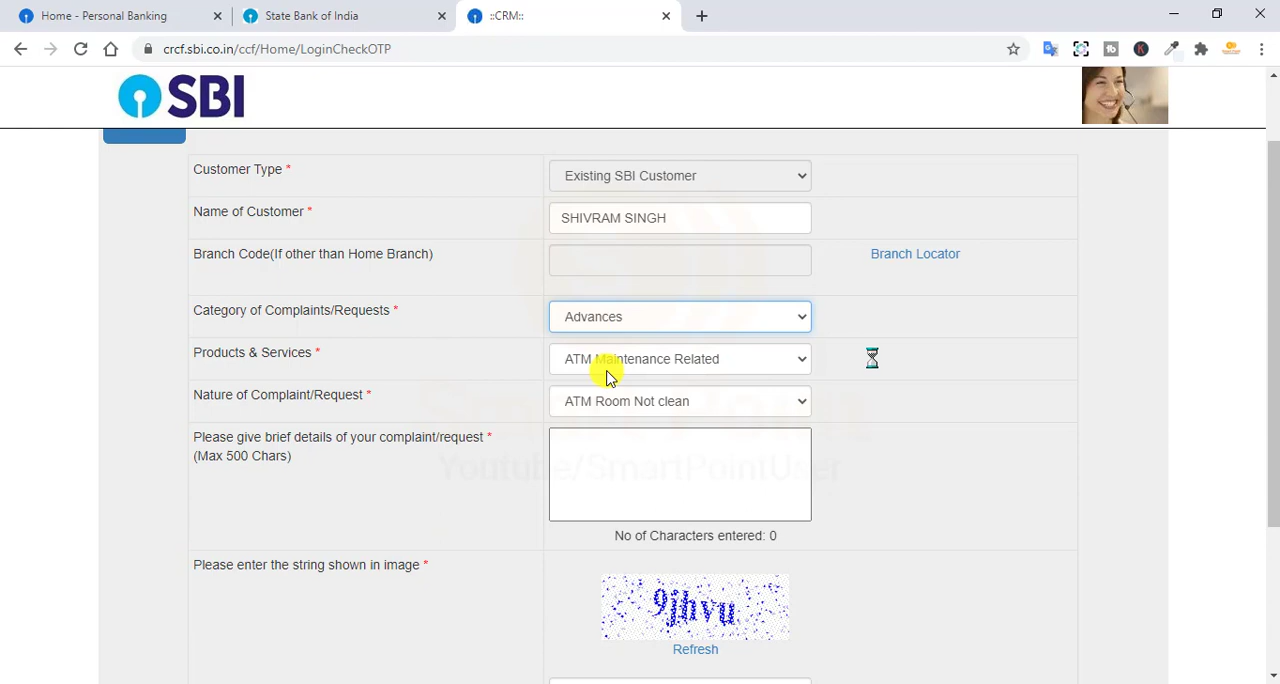 Home - Personal Banking
State Bank of India
::CRM::
crcf.sbi.co.in/ccf/Home/LoginCheckOTP
SBI
Customer Type *
Existing SBI Customer
Name of Customer *
SHIVRAM SINGH
Branch Code(If other than Home Branch)
Branch Locator
Category of Complaints/Requests *
Advances
Products & Services *
ATM Maintenance Related
Nature of Complaint/Request *
ATM Room Not clean
Please give brief details of your complaint/request *
(Max 500 Chars)
Youtube/SmartPointUser
No of Characters entered: 0
Please enter the string shown in image *
9jhvu
Refresh